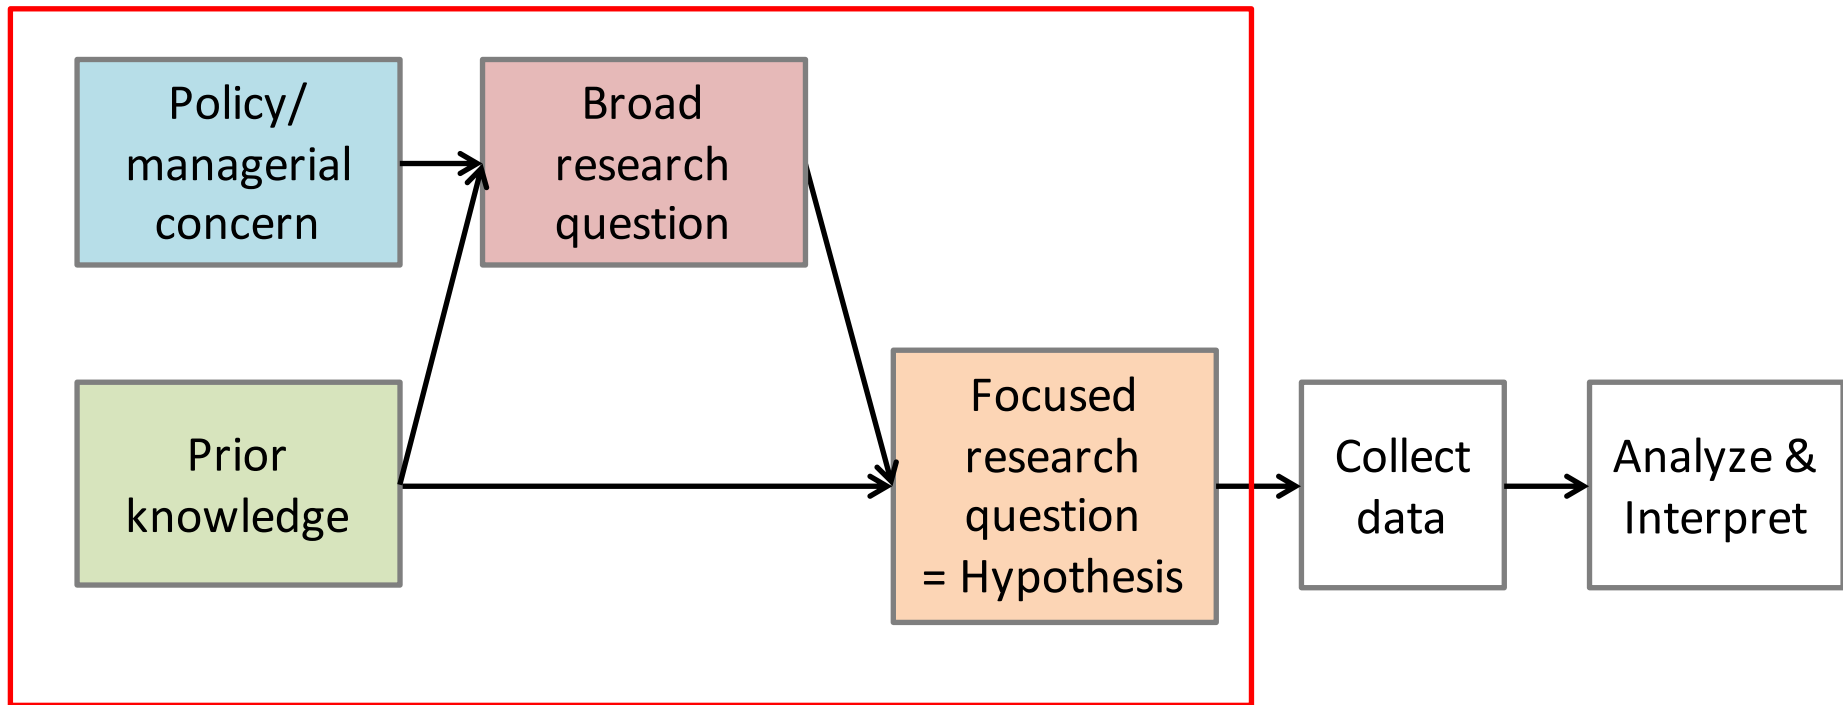 Policy/
managerial
concern
Broad
research
question
Prior
knowledge
Focused
research
question
= Hypothesis
Collect
data
Analyze &
Interpret